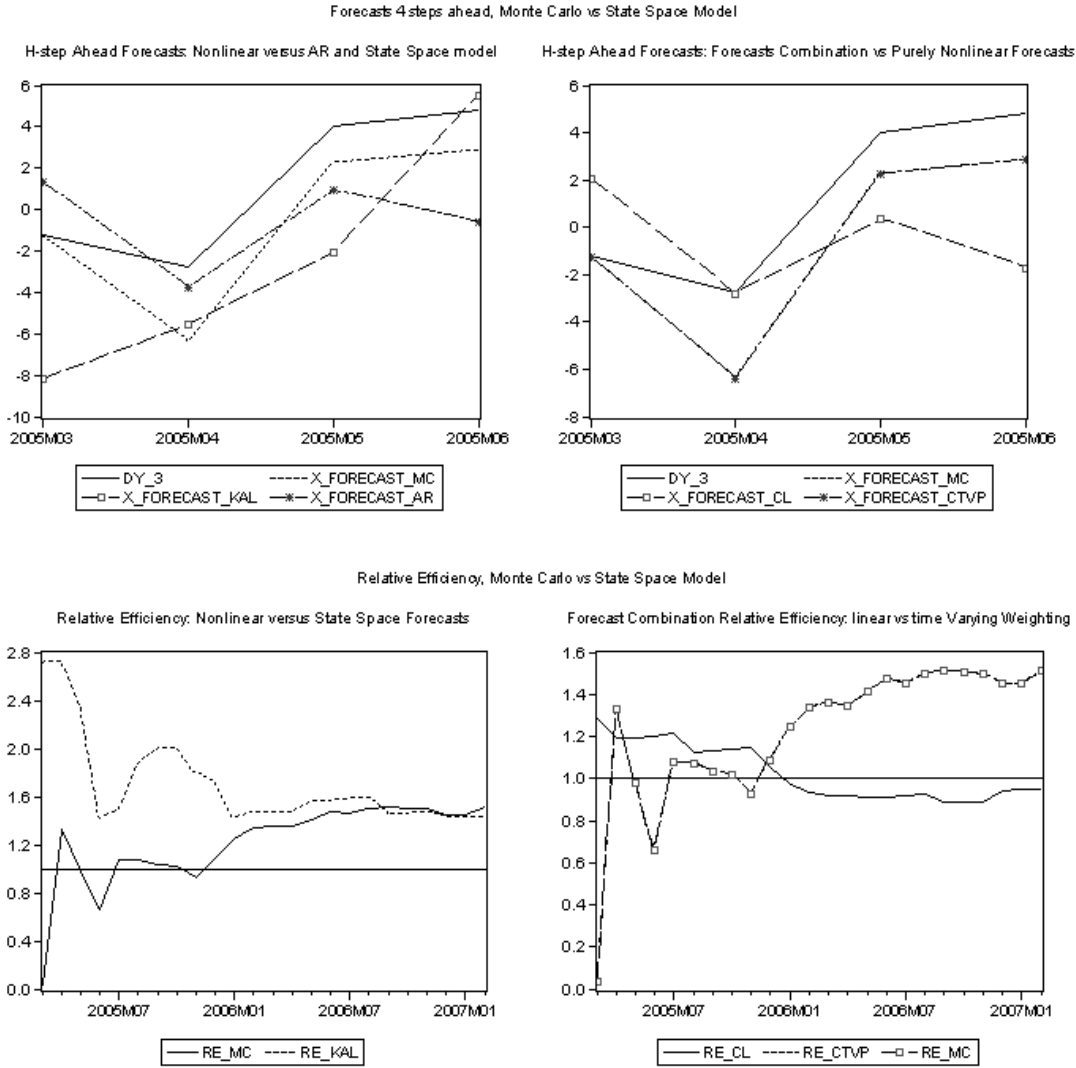 Forecasts 4 steps ahead, Monte Carlo vs State Space Model
H-step Ahead Forecasts: Nonlinear versus AR and State Space model
6
4
2
0
-2
-4
-6
-8
-10
2005M03 2005M04 2005M05 2005M06
DY_3 X_FORECAST_MC
X_FORECAST_KAL X_FORECAST_AR
H-step Ahead Forecasts: Forecasts Combination vs Purely Nonlinear Forecasts
6
4
2
0
-2
-4
-6
-8
2005M03 2005M04 2005M05 2005M06
DY_3 X_FORECAST_MC
X_FORECAST_CL X_FORECAST_CTVP
Relative Efficiency, Monte Carlo vs State Space Model
Relative Efficiency: Nonlinear versus State Space Forecasts
2.8
2.4
2.0
1.6
1.2
0.8
0.4
0.0
2005M07 2006M01 2006M07 2007M01
RE_MC RE_KAL
Forecast Combination Relative Efficiency: linear vs time Varying Weighting
1.6
1.4
1.2
1.0
0.8
0.6
0.4
0.2
0.0
2005M07 2006M01 2006M07 2007M01
RE_CL RE_CTVP RE_MC